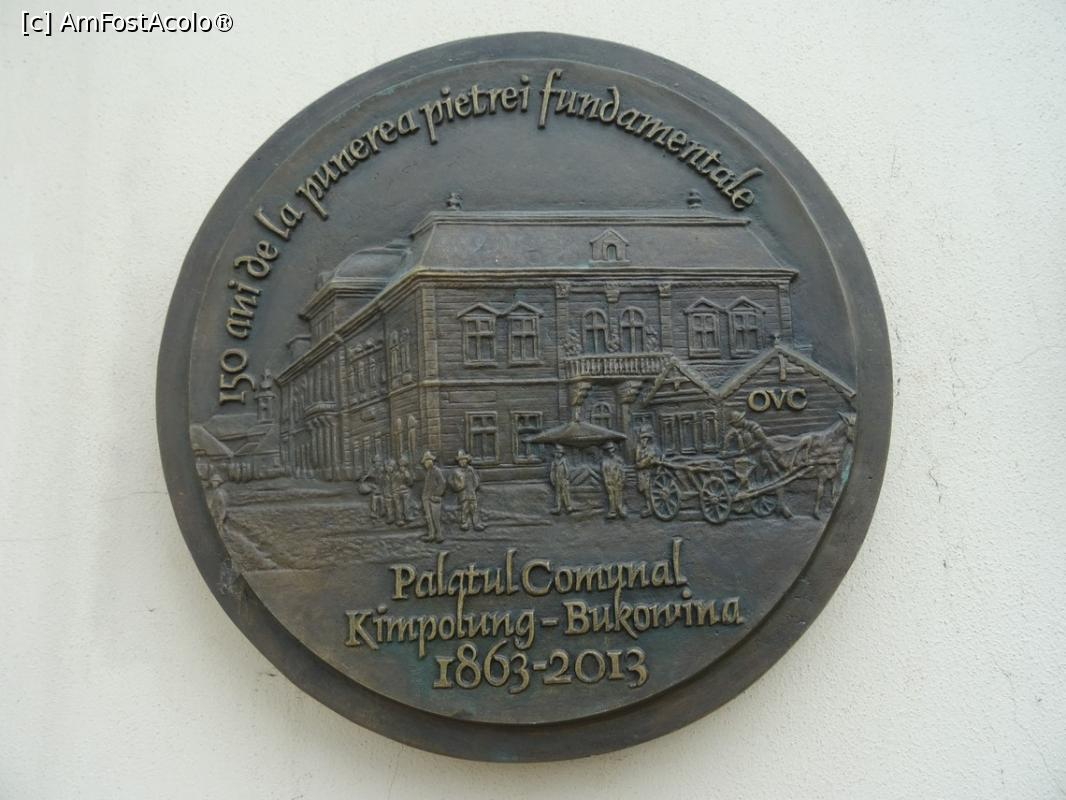 [c] AmFostAcolo®
150 ani de la punerea pietrei fundamentale
OVC
Palatul Comunal
Kimpolung - Bukowina
1863-2013